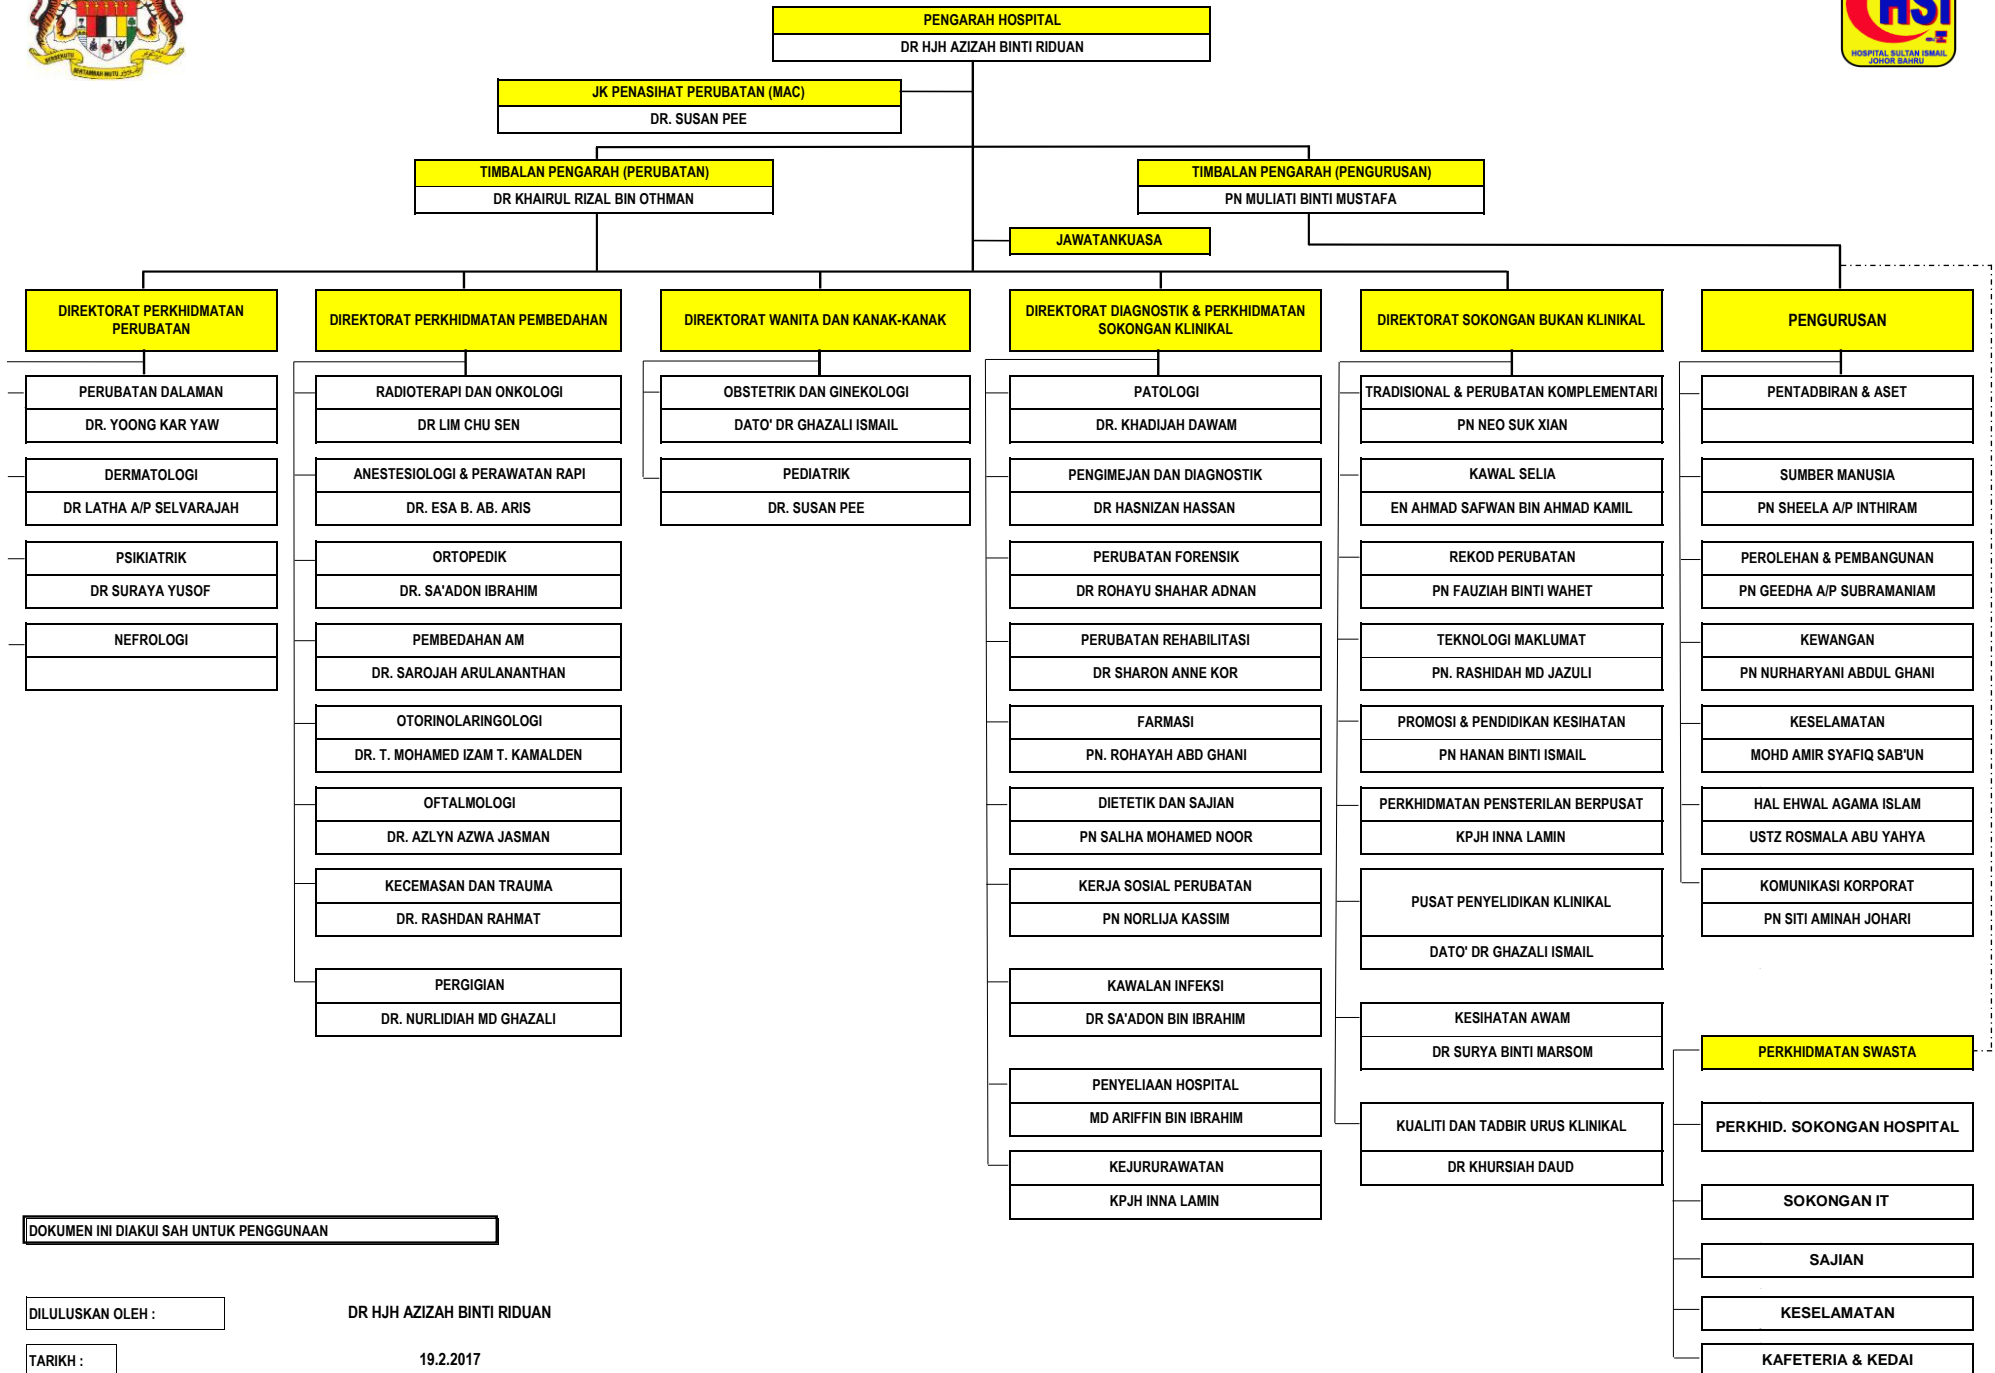 PENGARAH HOSPITAL
DR HJH AZIZAH BINTI RIDUAN
HSI
HOSPITAL SULTAN ISMAIL
JOHOR BAHRU
BERSEKUTU
BERTAMBAH MUTU
JK PENASIHAT PERUBATAN (MAC)
DR. SUSAN PEE
TIMBALAN PENGARAH (PERUBATAN)
DR KHAIRUL RIZAL BIN OTHMAN
TIMBALAN PENGARAH (PENGURUSAN)
PN MULIATI BINTI MUSTAFA
JAWATANKUASA
DIREKTORAT PERKHIDMATAN
PERUBATAN
PERUBATAN DALAMAN
DR. YOONG KAR YAW
DERMATOLOGI
DR LATHA A/P SELVARAJAH
PSIKIATRIK
DR SURAYA YUSOF
NEFROLOGI
DIREKTORAT PERKHIDMATAN PEMBEDAHAN
RADIOTERAPI DAN ONKOLOGI
DR LIM CHU SEN
ANESTESIOLOGI & PERAWATAN RAPI
DR. ESA B. AB. ARIS
ORTOPEDIK
DR. SA'ADON IBRAHIM
PEMBEDAHAN AM
DR. SAROJAH ARULANANTHAN
OTORINOLARINGOLOGI
DR. T. MOHAMED IZAM T. KAMALDEN
OFTALMOLOGI
DR. AZLYN AZWA JASMAN
KECEMASAN DAN TRAUMA
DR. RASHDAN RAHMAT
PERGIGIAN
DR. NURLIDIAH MD GHAZALI
DIREKTORAT WANITA DAN KANAK-KANAK
OBSTETRIK DAN GINEKOLOGI
DATO' DR GHAZALI ISMAIL
PEDIATRIK
DR. SUSAN PEE
DIREKTORAT DIAGNOSTIK & PERKHIDMATAN
SOKONGAN KLINIKAL
PATOLOGI
DR. KHADIJAH DAWAM
PENGIMEJAN DAN DIAGNOSTIK
DR HASNIZAN HASSAN
PERUBATAN FORENSIK
DR ROHAYU SHAHAR ADNAN
PERUBATAN REHABILITASI
DR SHARON ANNE KOR
FARMASI
PN. ROHAYAH ABD GHANI
DIETETIK DAN SAJIAN
PN SALHA MOHAMED NOOR
KERJA SOSIAL PERUBATAN
PN NORLIJA KASSIM
KAWALAN INFEKSI
DR SA'ADON BIN IBRAHIM
PENYELIAAN HOSPITAL
MD ARIFFIN BIN IBRAHIM
KEJURURAWATAN
KPJH INNA LAMIN
DIREKTORAT SOKONGAN BUKAN KLINIKAL
TRADISIONAL & PERUBATAN KOMPLEMENTARI
PN NEO SUK XIAN
KAWAL SELIA
EN AHMAD SAFWAN BIN AHMAD KAMIL
REKOD PERUBATAN
PN FAUZIAH BINTI WAHET
TEKNOLOGI MAKLUMAT
PN. RASHIDAH MD JAZULI
PROMOSI & PENDIDIKAN KESIHATAN
PN HANAN BINTI ISMAIL
PERKHIDMATAN PENSTERILAN BERPUSAT
KPJH INNA LAMIN
PUSAT PENYELIDIKAN KLINIKAL
DATO' DR GHAZALI ISMAIL
KESIHATAN AWAM
DR SURYA BINTI MARSOM
KUALITI DAN TADBIR URUS KLINIKAL
DR KHURSIAH DAUD
PENGURUSAN
PENTADBIRAN & ASET
SUMBER MANUSIA
PN SHEELA A/P INTHIRAM
PEROLEHAN & PEMBANGUNAN
PN GEEDHA A/P SUBRAMANIAM
KEWANGAN
PN NURHARYANI ABDUL GHANI
KESELAMATAN
MOHD AMIR SYAFIQ SAB'UN
HAL EHWAL AGAMA ISLAM
USTZ ROSMALA ABU YAHYA
KOMUNIKASI KORPORAT
PN SITI AMINAH JOHARI
PERKHIDMATAN SWASTA
PERKHID. SOKONGAN HOSPITAL
SOKONGAN IT
SAJIAN
KESELAMATAN
KAFETERIA & KEDAI
DOKUMEN INI DIAKUI SAH UNTUK PENGGUNAAN
DILULUSKAN OLEH :
DR HJH AZIZAH BINTI RIDUAN
TARIKH :
19.2.2017